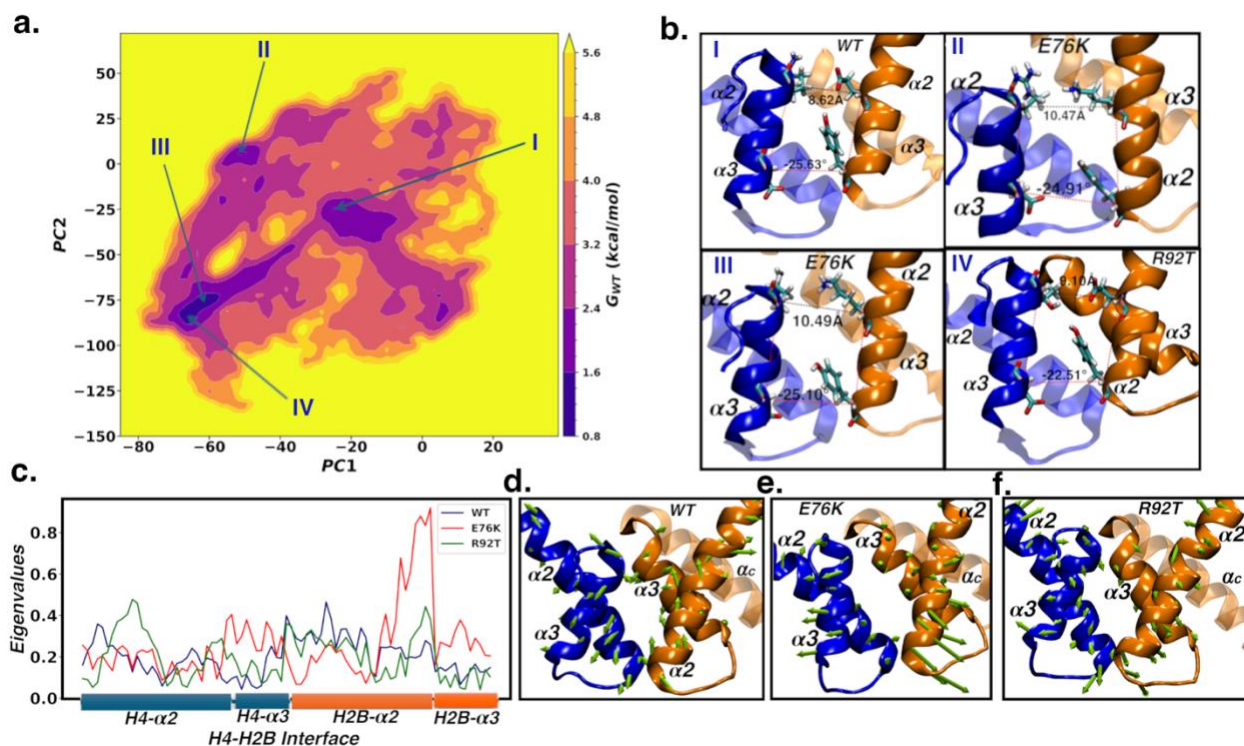 a.
II
III
I
IV
PC2
50
25
0
-25
-50
-75
-100
-125
-150
-80
-60
-40
-20
0
20
PC1
5.6
4.8
4.0
3.2
2.4
1.6
0.8
G_WT (kcal/mol)
b.
I
WT
α2
α2
8.62Å
α3
-25.63°
α3
II
E76K
α2
α3
10.47Å
-24.91°
α3
α2
III
E76K
α2
α2
10.49Å
α3
α3
-25.10°
IV
R92T
9.10Å
α2
α3
α3
-22.51°
α2
c.
Eigenvalues
0.8
0.6
0.4
0.2
0.0
WT
E76K
R92T
H4-α2
H4-α3
H2B-α2
H2B-α3
H4-H2B Interface
d.
WT
α2
α3
αc
α3
α2
e.
E76K
α2
α3
αc
α3
f.
R92T
α2
α2
α3
αc
α3